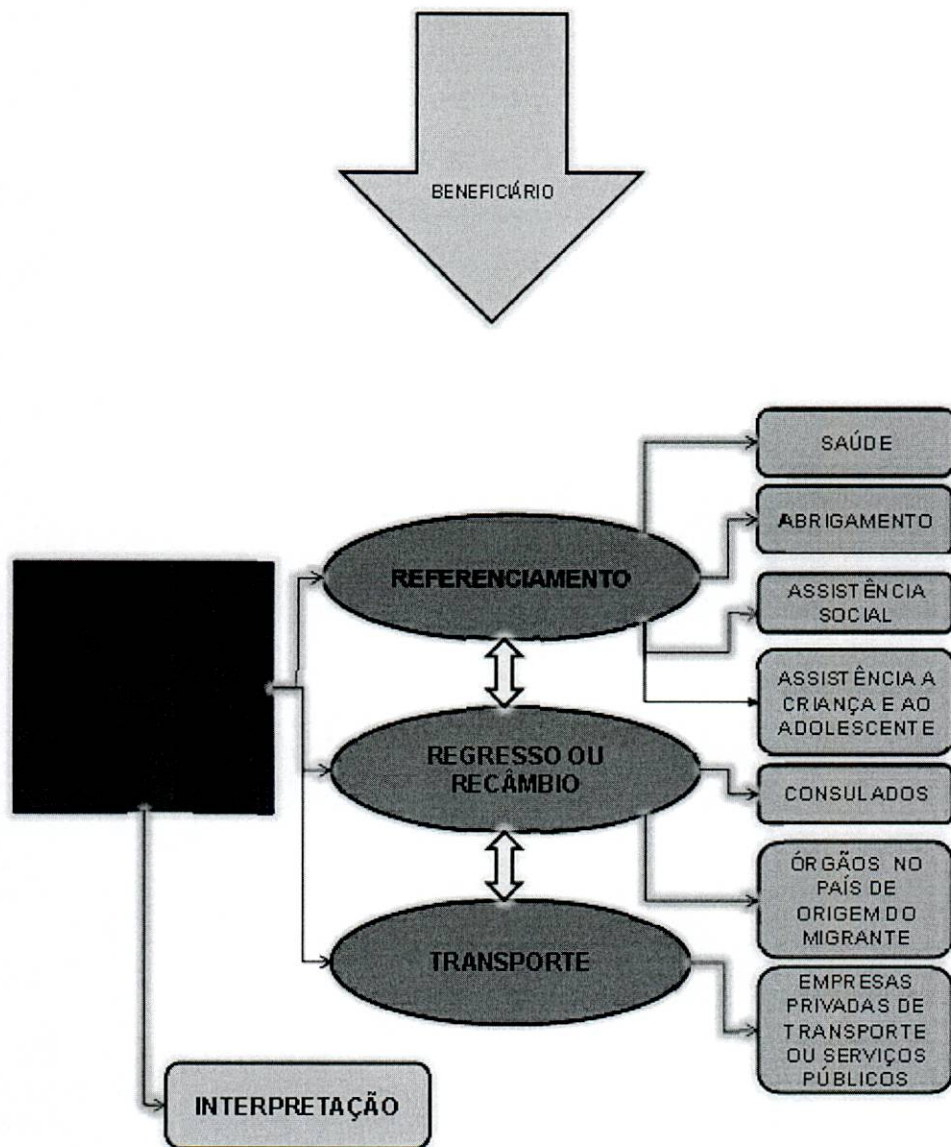 BENEFICIÁRIO
SAÚDE
ABRIGAMENTO
REFERENCIAMENTO
ASSISTÊNCIA
SOCIAL
ASSISTÊNCIA A
CRIANÇA E AO
ADOLESCENTE
REGRESSO OU
RECÂMBIO
CONSULADOS
ÓRGÃOS NO
PAÍS DE
ORIGEM DO
MIGRANTE
TRANSPORTE
EMPRESAS
PRIVADAS DE
TRANSPORTE
OU SERVIÇOS
PÚBLICOS
INTERPRETAÇÃO